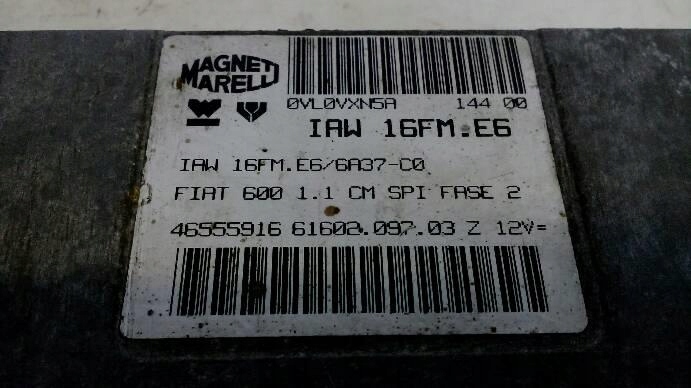 MAGNETI
MARELLI
0VL0VXN5A 144 00
IAW 16FM.E6
IAW 16FM.E6/6A37-C0
FIAT 600 1.1 CM SPI FASE 2
46555916 61602.097.03 Z 12V=